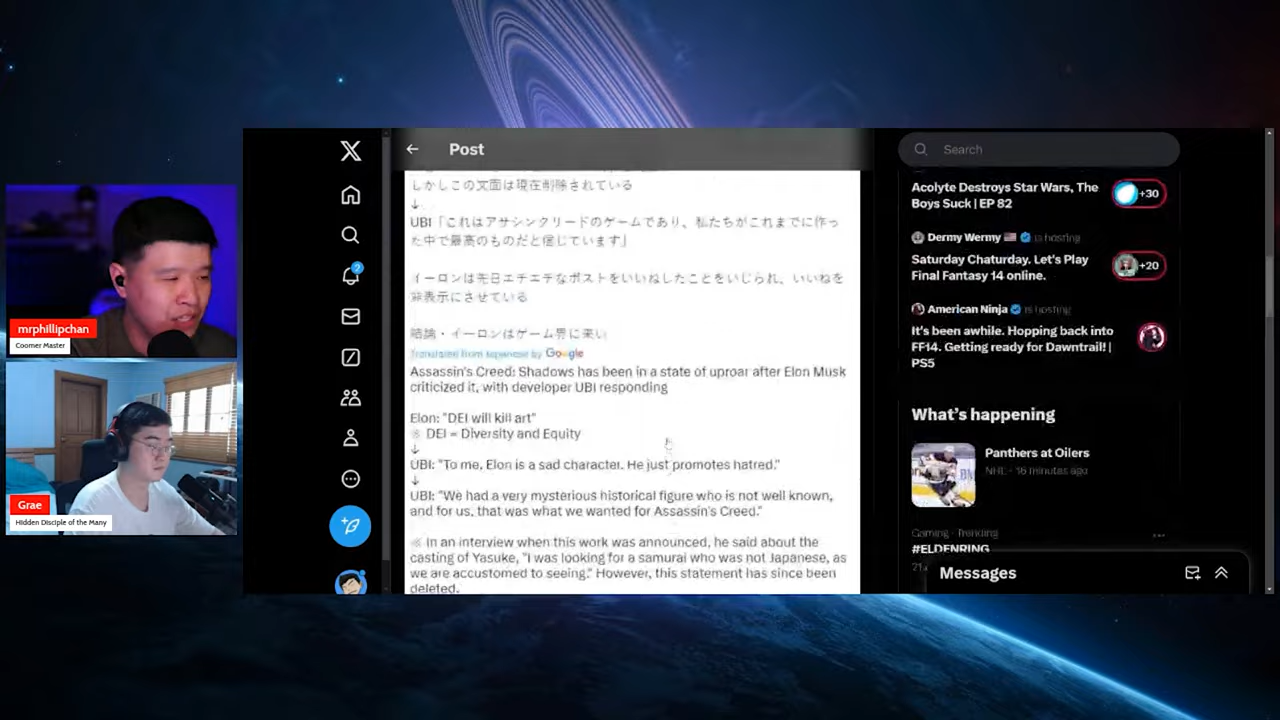 Post
Search
しかしこの文面は現在削除されている
↓
UBI「これはアサシンクリードのゲームであり、私たちがこれまでに作っ
た中で最高のものだと信じています」
イーロンは先日エチエチなポストをいいねしたことをいじられ、いいねを
非表示にさせている
結論・イーロンはゲーム界に来い
Translated from Japanese by Google
Assassin's Creed: Shadows has been in a state of uproar after Elon Musk
criticized it, with developer UBI responding
Elon: "DEI will kill art"
※ DEI = Diversity and Equity
↓
UBI: "To me, Elon is a sad character. He just promotes hatred."
↓
UBI: "We had a very mysterious historical figure who is not well known,
and for us, that was what we wanted for Assassin's Creed."
※ In an interview when this work was announced, he said about the
casting of Yasuke, "I was looking for a samurai who was not Japanese, as
we are accustomed to seeing." However, this statement has since been
deleted.
Acolyte Destroys Star Wars, The
Boys Suck | EP 82
+30
Dermy Wermy is hosting
Saturday Chaturday. Let's Play
Final Fantasy 14 online.
+20
American Ninja is hosting
It's been awhile. Hopping back into
FF14. Getting ready for Dawntrail! |
PS5
What's happening
Panthers at Oilers
NHL · 16 minutes ago
Gaming · Trending
#ELDENRING
Messages
2
mrphillipchan
Coomer Master
Grae
Hidden Disciple of the Many